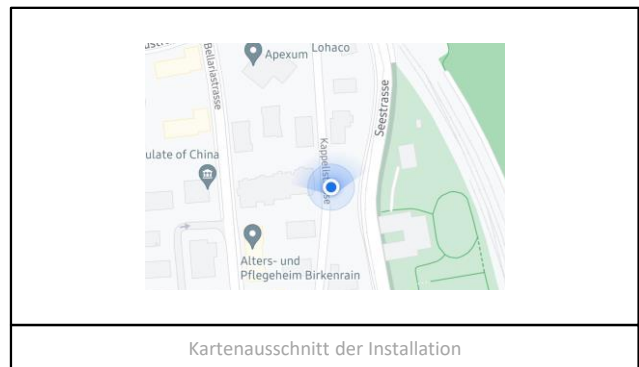 Lohaco
Apexum
Bellariastrasse
Seestrasse
Kappelistrasse
ulate of China
Alters- und
Pflegeheim Birkenrain
Kartenausschnitt der Installation